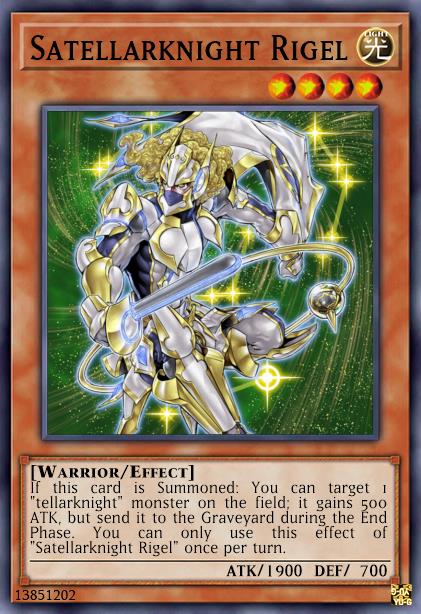 SATELLARKNIGHT RIGEL
LIGHT
光
[WARRIOR/EFFECT]
If this card is Summoned: You can target 1
"tellarknight" monster on the field; it gains 500
ATK, but send it to the Graveyard during the End
Phase. You can only use this effect of
"Satellarknight Rigel" once per turn.
ATK/1900 DEF/ 700
13851202